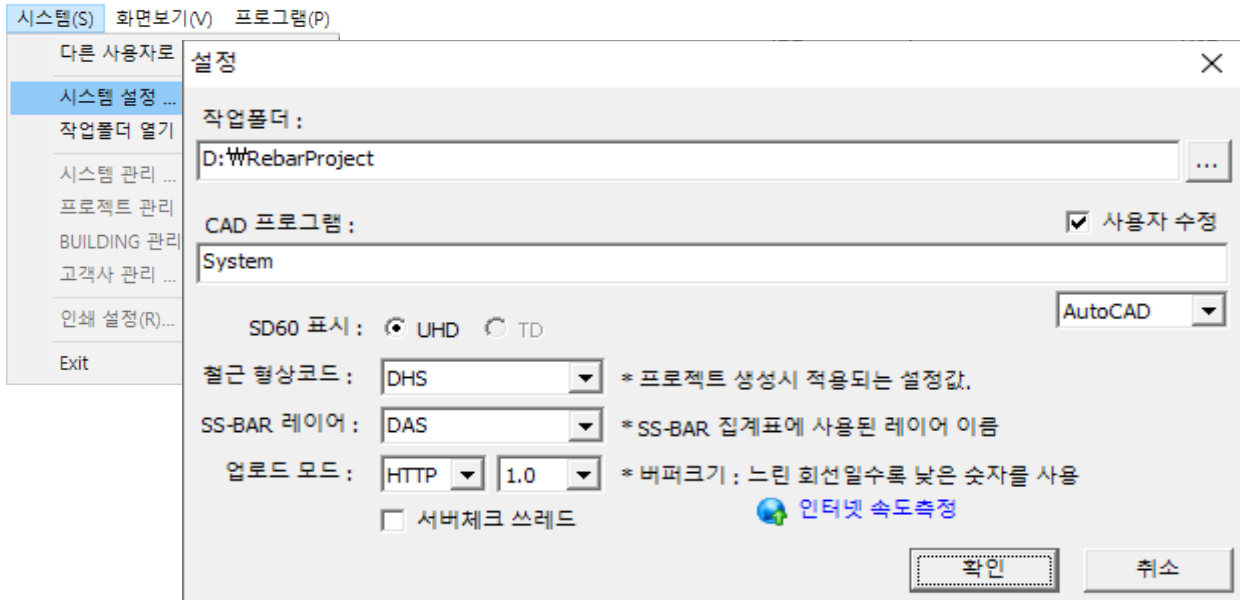 시스템(S) 화면보기(V) 프로그램(P)
다른 사용자로
시스템 설정 ...
작업폴더 열기
시스템 관리 ...
프로젝트 관리
BUILDING 관리
고객사 관리 ...
인쇄 설정(R)...
Exit
설정
작업폴더 :
D:₩RebarProject
...
CAD 프로그램 :
사용자 수정
System
AutoCAD
SD60 표시 : UHD TD
철근 형상코드 : DHS * 프로젝트 생성시 적용되는 설정값.
SS-BAR 레이어 : DAS * SS-BAR 집계표에 사용된 레이어 이름
업로드 모드 : HTTP 1.0 * 버퍼크기 : 느린 회선일수록 낮은 숫자를 사용
서버체크 쓰레드
인터넷 속도측정
확인 취소